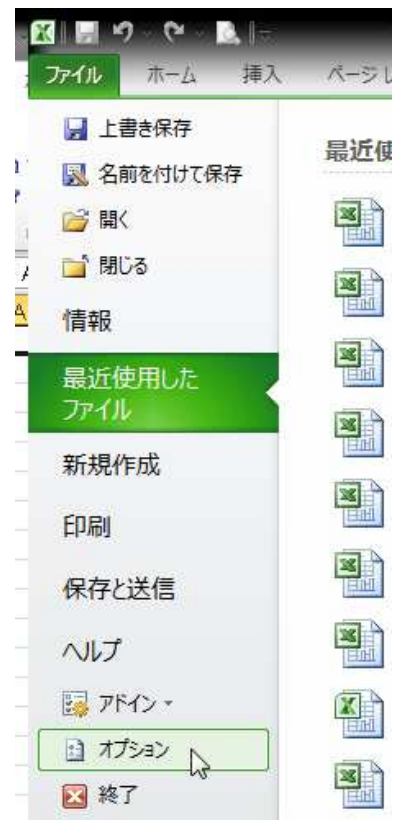 ファイル ホーム 挿入 ページ
上書き保存
最近使
名前を付けて保存
開く
閉じる
情報
最近使用した
ファイル
新規作成
印刷
保存と送信
ヘルプ
アドイン
オプション
終了